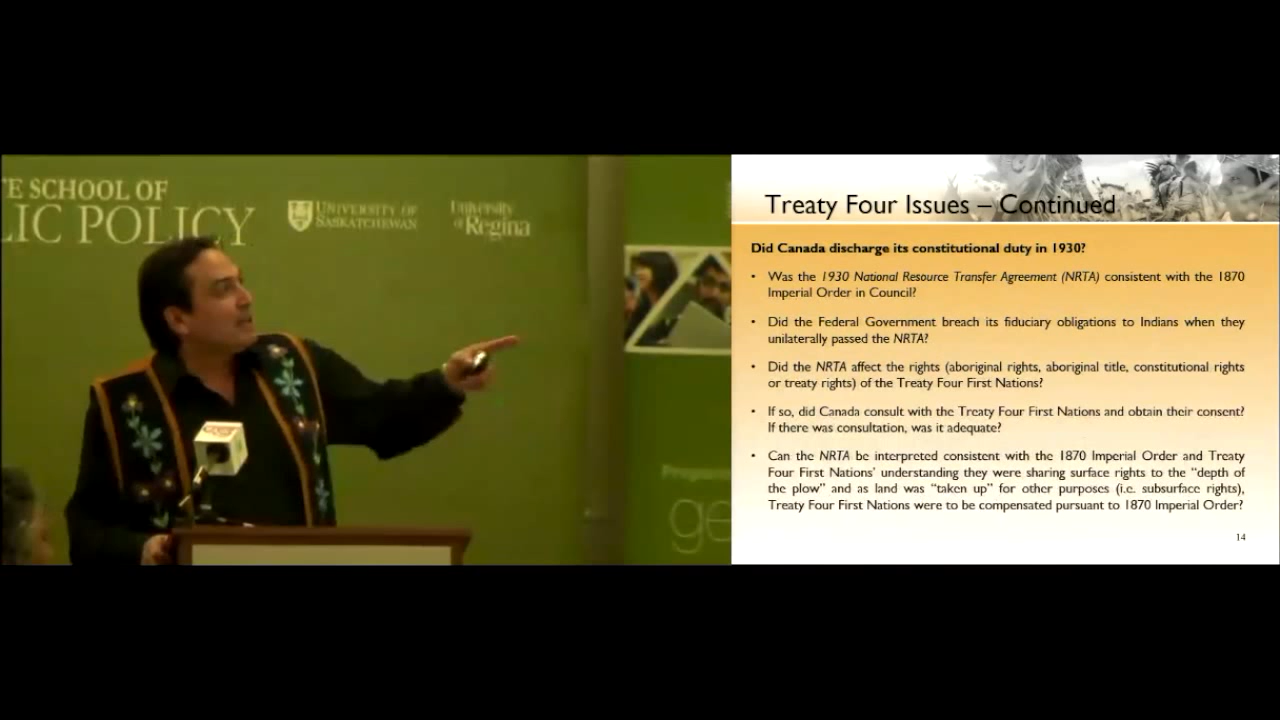 TE SCHOOL OF
LIC POLICY
UNIVERSITY OF
SASKATCHEWAN
University
of Regina
ge
Treaty Four Issues – Continued
Did Canada discharge its constitutional duty in 1930?
• Was the 1930 National Resource Transfer Agreement (NRTA) consistent with the 1870
Imperial Order in Council?
• Did the Federal Government breach its fiduciary obligations to Indians when they
unilaterally passed the NRTA?
• Did the NRTA affect the rights (aboriginal rights, aboriginal title, constitutional rights
or treaty rights) of the Treaty Four First Nations?
• If so, did Canada consult with the Treaty Four First Nations and obtain their consent?
If there was consultation, was it adequate?
• Can the NRTA be interpreted consistent with the 1870 Imperial Order and Treaty
Four First Nations’ understanding they were sharing surface rights to the “depth of
the plow” and as land was “taken up” for other purposes (i.e. subsurface rights),
Treaty Four First Nations were to be compensated pursuant to 1870 Imperial Order?
14